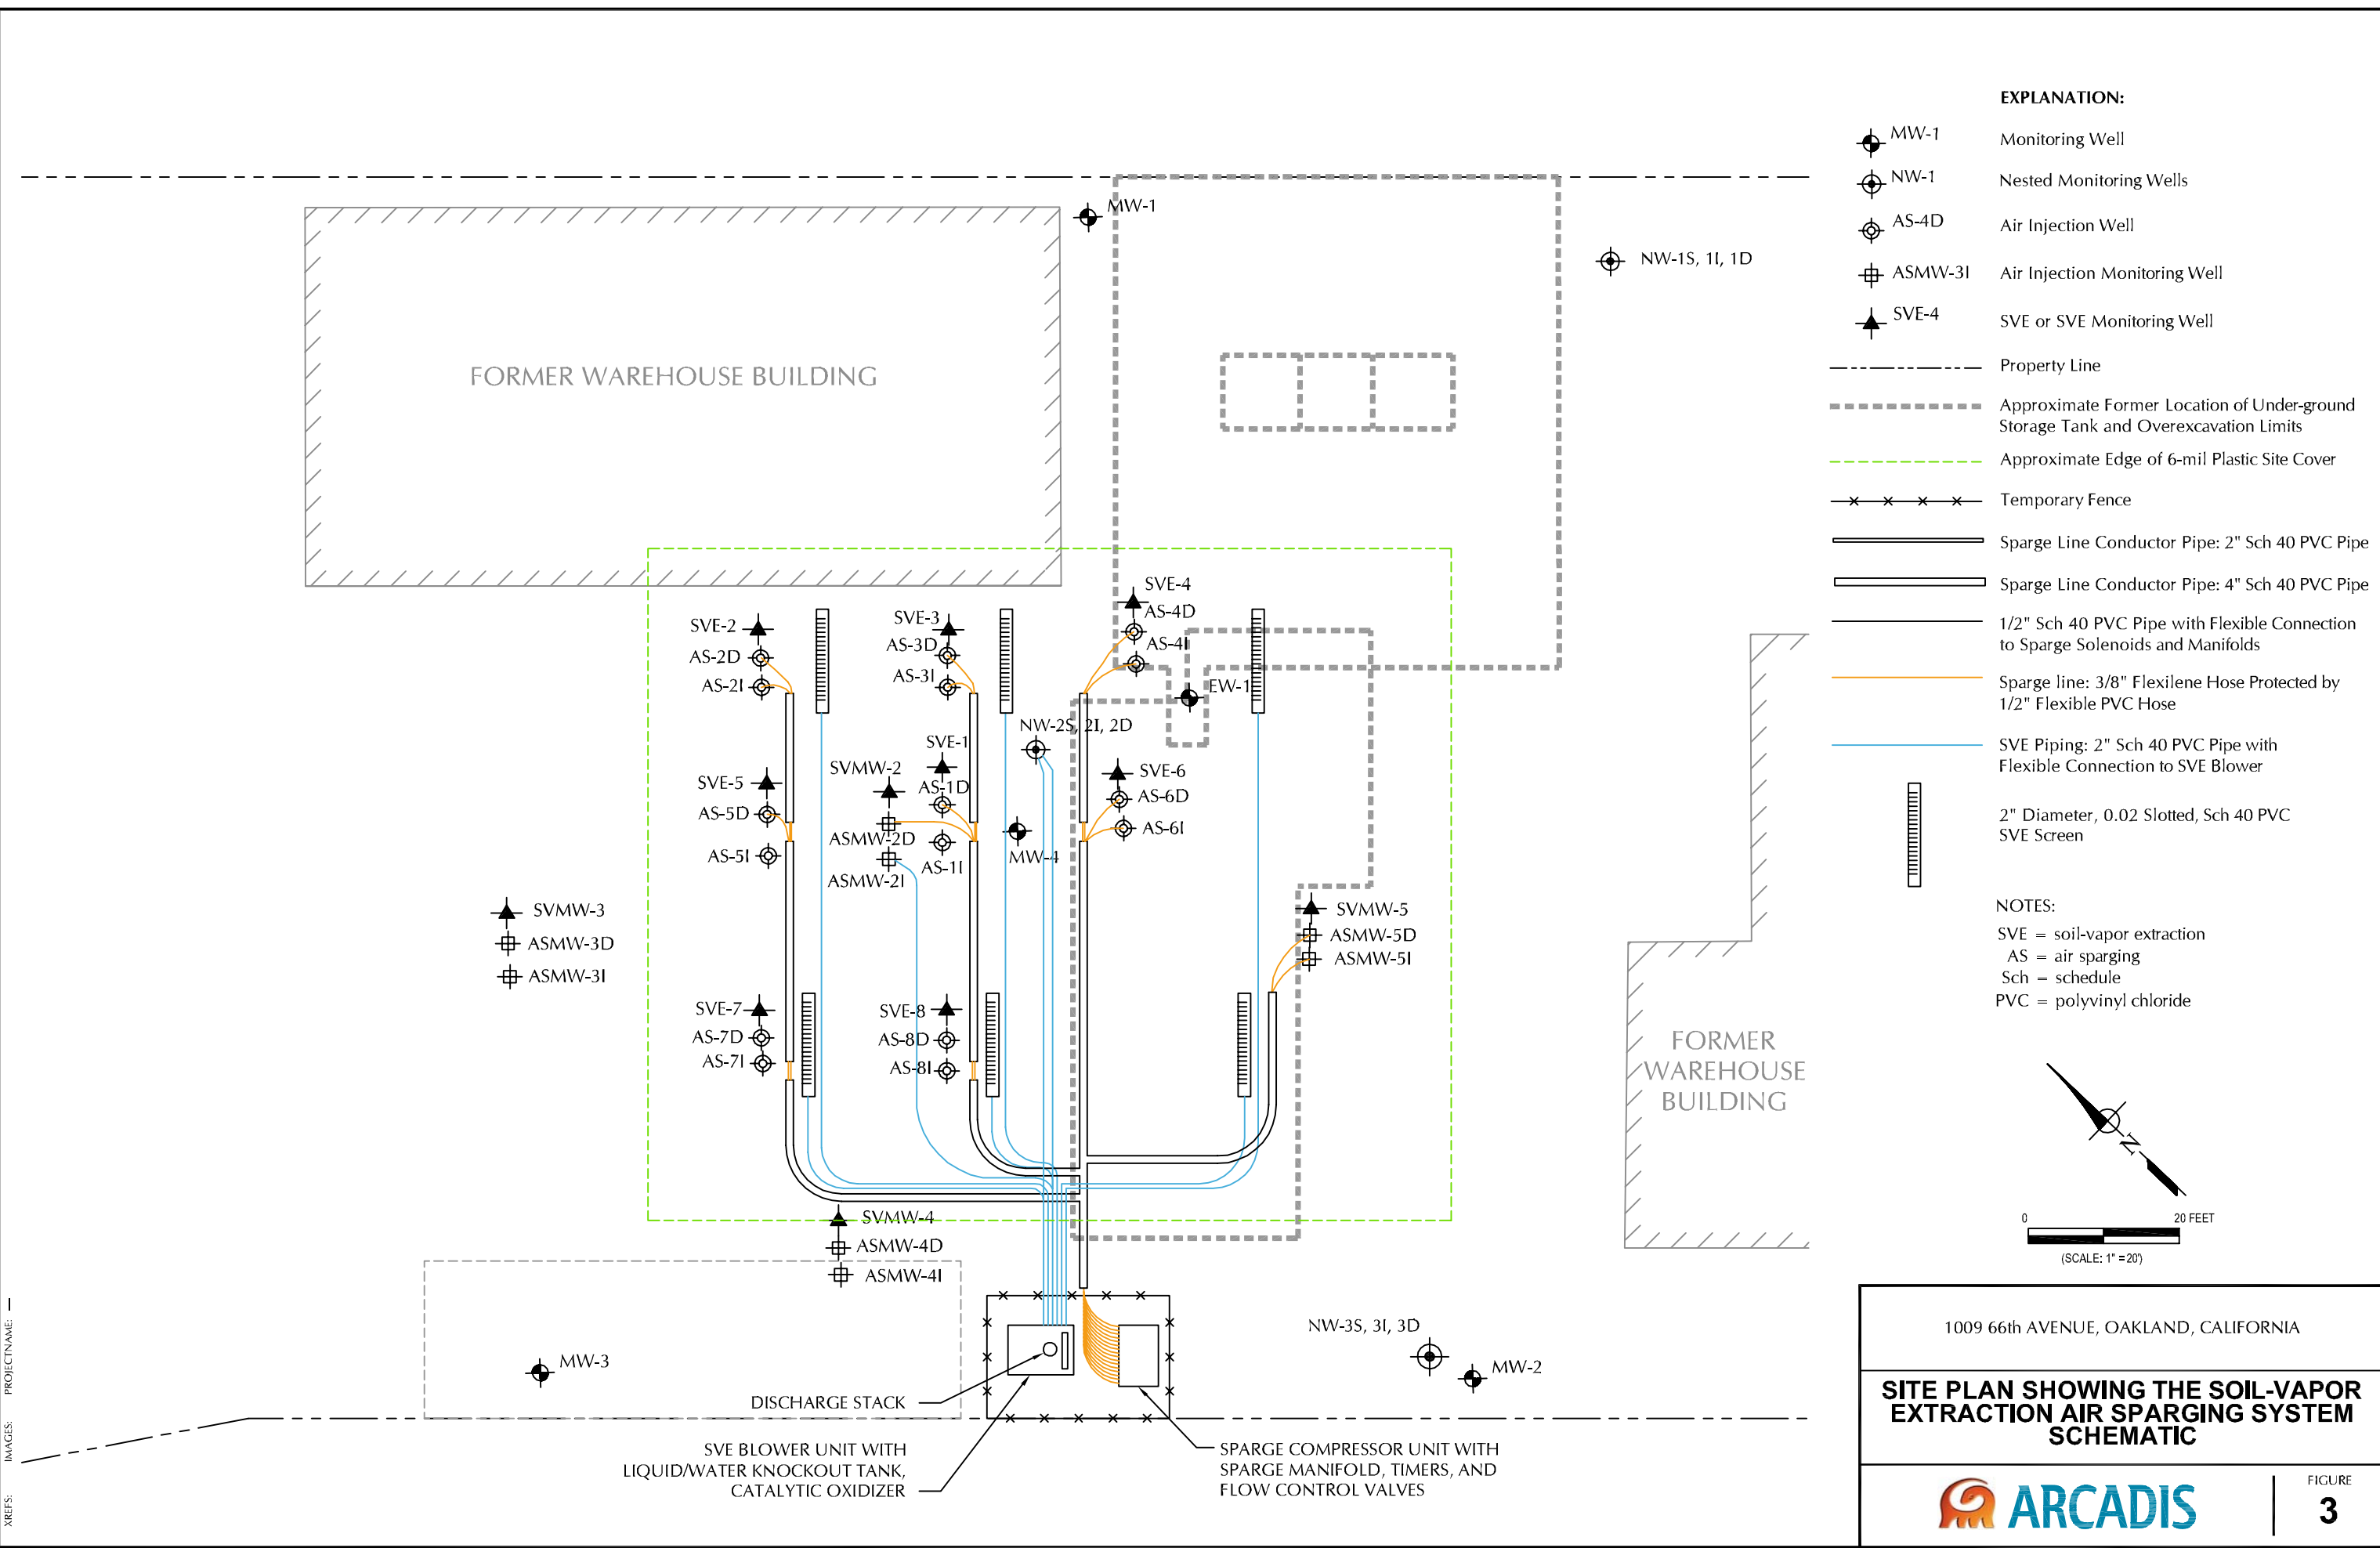 EXPLANATION:
MW-1 Monitoring Well
NW-1 Nested Monitoring Wells
AS-4D Air Injection Well
ASMW-3I Air Injection Monitoring Well
SVE-4 SVE or SVE Monitoring Well
Property Line
Approximate Former Location of Under-ground
Storage Tank and Overexcavation Limits
Approximate Edge of 6-mil Plastic Site Cover
Temporary Fence
Sparge Line Conductor Pipe: 2" Sch 40 PVC Pipe
Sparge Line Conductor Pipe: 4" Sch 40 PVC Pipe
1/2" Sch 40 PVC Pipe with Flexible Connection
to Sparge Solenoids and Manifolds
Sparge line: 3/8" Flexilene Hose Protected by
1/2" Flexible PVC Hose
SVE Piping: 2" Sch 40 PVC Pipe with
Flexible Connection to SVE Blower
2" Diameter, 0.02 Slotted, Sch 40 PVC
SVE Screen
NOTES:
SVE = soil-vapor extraction
AS = air sparging
Sch = schedule
PVC = polyvinyl chloride
N
0 20 FEET
(SCALE: 1" =20')
MW-1
NW-1S, 1I, 1D
FORMER WAREHOUSE BUILDING
SVE-4
AS-4D
AS-4I
SVE-2
AS-2D
AS-2I
SVE-3
AS-3D
AS-3I
EW-1
NW-2S, 2I, 2D
SVE-1
AS-1D
AS-1I
SVMW-2
ASMW-2D
ASMW-2I
MW-4
SVE-5
AS-5D
AS-5I
SVE-6
AS-6D
AS-6I
SVMW-3
ASMW-3D
ASMW-3I
SVMW-5
ASMW-5D
ASMW-5I
SVE-7
AS-7D
AS-7I
SVE-8
AS-8D
AS-8I
FORMER
WAREHOUSE
BUILDING
SVMW-4
ASMW-4D
ASMW-4I
NW-3S, 3I, 3D
MW-2
MW-3
DISCHARGE STACK
SVE BLOWER UNIT WITH
LIQUID/WATER KNOCKOUT TANK,
CATALYTIC OXIDIZER
SPARGE COMPRESSOR UNIT WITH
SPARGE MANIFOLD, TIMERS, AND
FLOW CONTROL VALVES
1009 66th AVENUE, OAKLAND, CALIFORNIA
SITE PLAN SHOWING THE SOIL-VAPOR
EXTRACTION AIR SPARGING SYSTEM
SCHEMATIC
ARCADIS
FIGURE
3
XREFS: IMAGES: PROJECTNAME: —